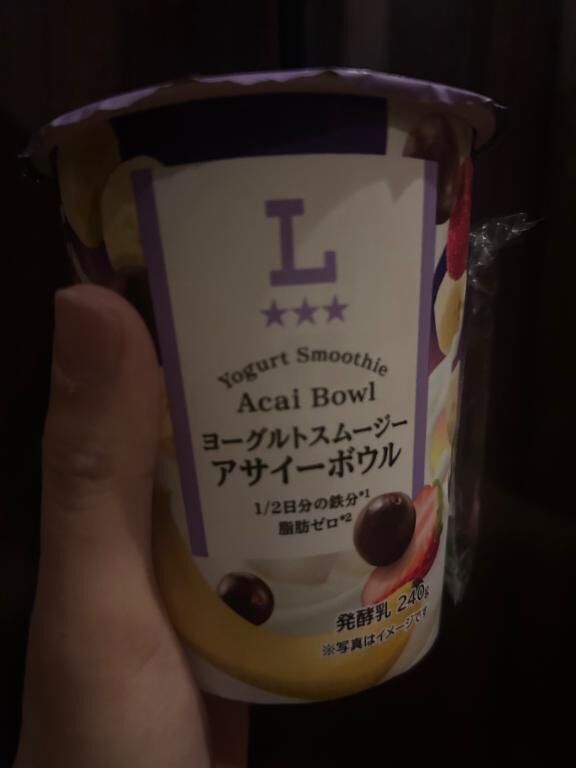 L
★★★
Yogurt Smoothie
Acai Bowl
ヨーグルトスムージー
アサイーボウル
1/2日分の鉄分*1
脂肪ゼロ*2
発酵乳 240g
※写真はイメージです